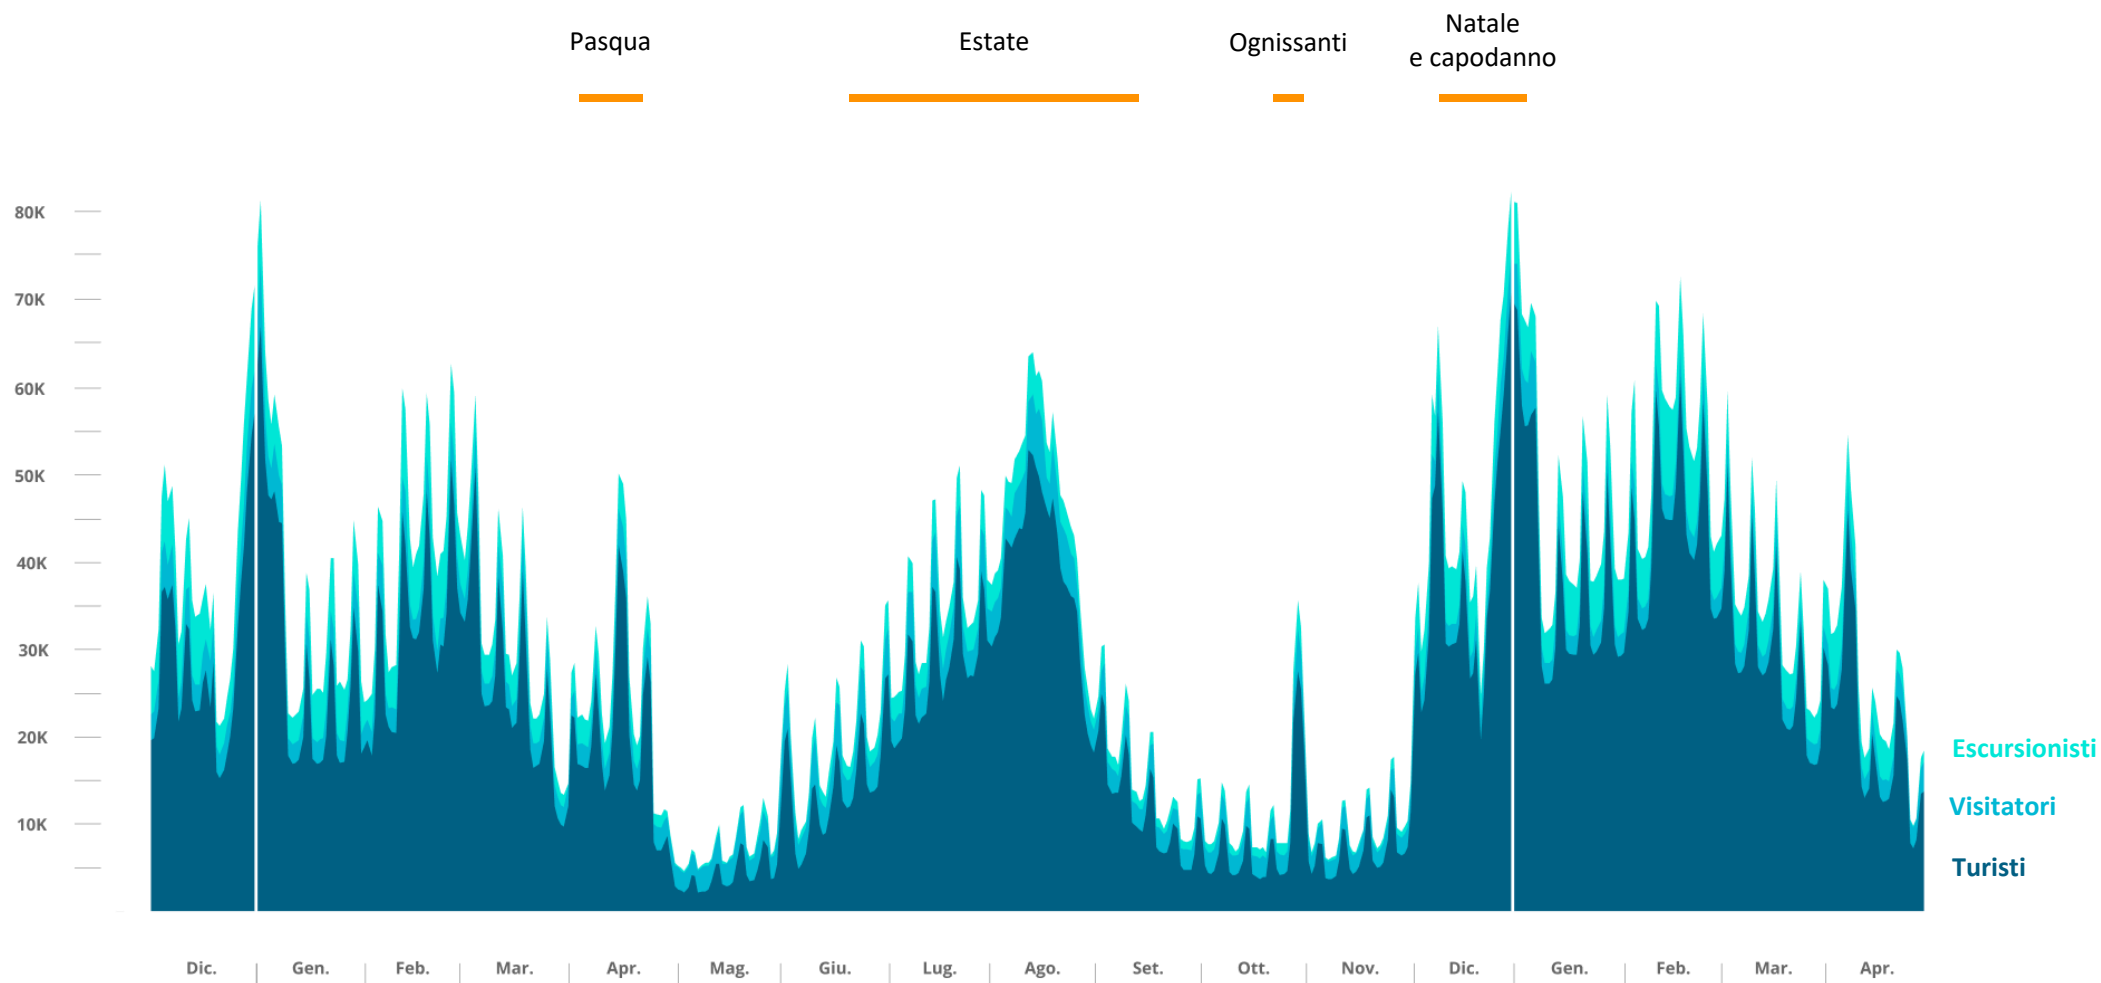 Pasqua
Estate
Ognissanti
Natale
e capodanno
80K
70K
60K
50K
40K
30K
20K
10K
Escursionisti
Visitatori
Turisti
Dic.
Gen.
Feb.
Mar.
Apr.
Mag.
Giu.
Lug.
Ago.
Set.
Ott.
Nov.
Dic.
Gen.
Feb.
Mar.
Apr.